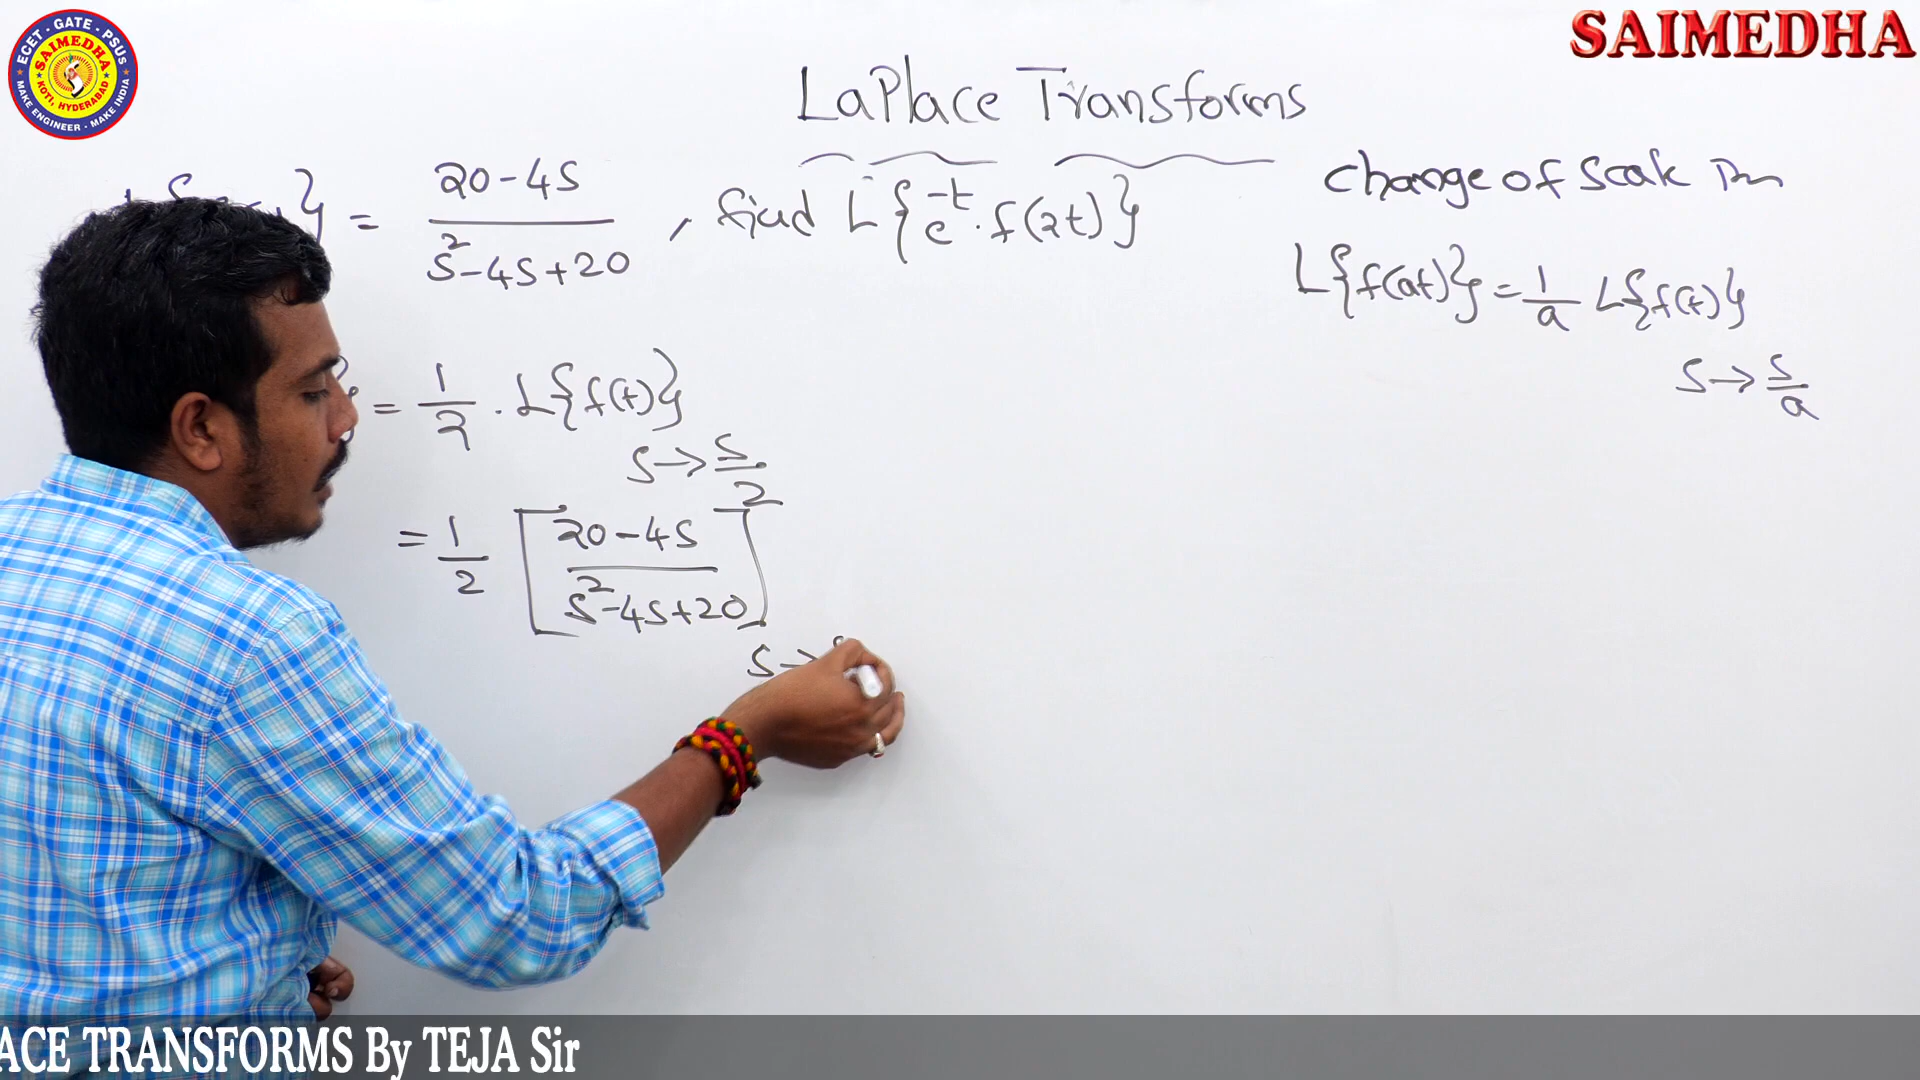 ECET · GATE · PSUS
SAIMEDHA
KOTI, HYDERABAD
MAKE ENGINEER - MAKE INDIA
SAIMEDHA
LaPlace Transforms
} = 20-4S / S²-4S+20 , find L{e^-t . f(2t)}
= 1/2 . L{f(t)}
S→S/2
= 1/2 [20-4S / S²-4S+20]
S→
Change of Scale
L{f(at)} = 1/a L{f(t)}
S→S/a
ACE TRANSFORMS By TEJA Sir